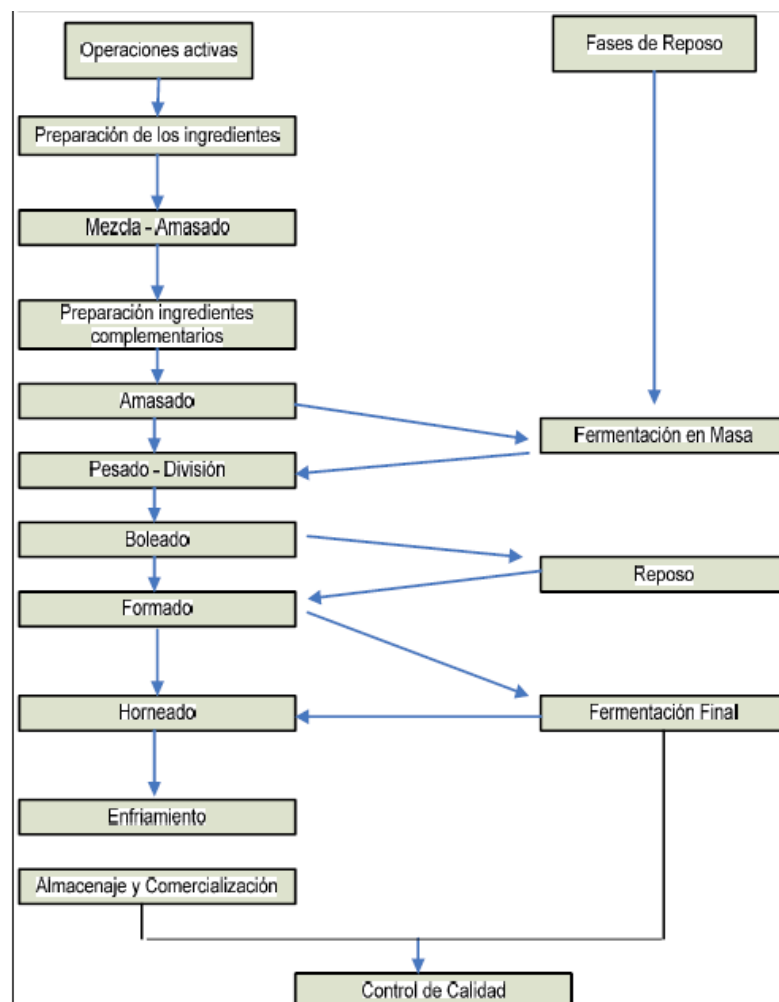 Operaciones activas
Fases de Reposo
Preparación de los ingredientes
Mezcla - Amasado
Preparación ingredientes
complementarios
Amasado
Fermentación en Masa
Pesado - División
Boleado
Reposo
Formado
Horneado
Fermentación Final
Enfriamiento
Almacenaje y Comercialización
Control de Calidad